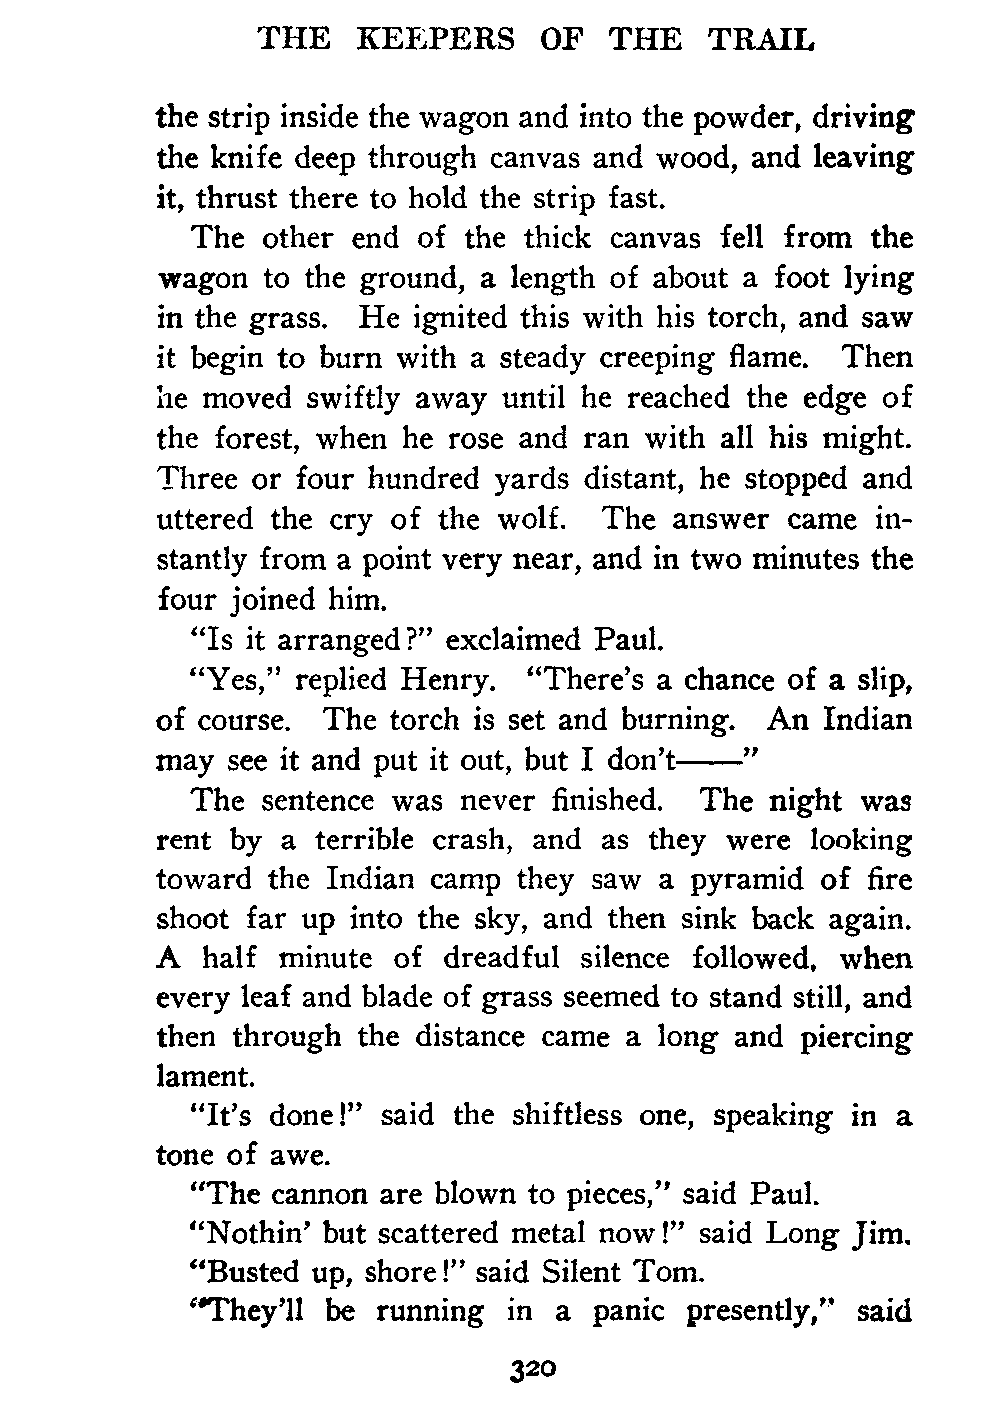 THE KEEPERS OF THE TRAIL
the strip inside the wagon and into the powder, driving
the knife deep through canvas and wood, and leaving
it, thrust there to hold the strip fast.
The other end of the thick canvas fell from the
wagon to the ground, a length of about a foot lying
in the grass. He ignited this with his torch, and saw
it begin to burn with a steady creeping flame. Then
he moved swiftly away until he reached the edge of
the forest, when he rose and ran with all his might.
Three or four hundred yards distant, he stopped and
uttered the cry of the wolf. The answer came in-
stantly from a point very near, and in two minutes the
four joined him.
"Is it arranged?" exclaimed Paul.
"Yes," replied Henry. "There's a chance of a slip,
of course. The torch is set and burning. An Indian
may see it and put it out, but I don't——"
The sentence was never finished. The night was
rent by a terrible crash, and as they were looking
toward the Indian camp they saw a pyramid of fire
shoot far up into the sky, and then sink back again.
A half minute of dreadful silence followed, when
every leaf and blade of grass seemed to stand still, and
then through the distance came a long and piercing
lament.
"It's done!" said the shiftless one, speaking in a
tone of awe.
"The cannon are blown to pieces," said Paul.
"Nothin' but scattered metal now!" said Long Jim.
"Busted up, shore!" said Silent Tom.
"They'll be running in a panic presently," said
320